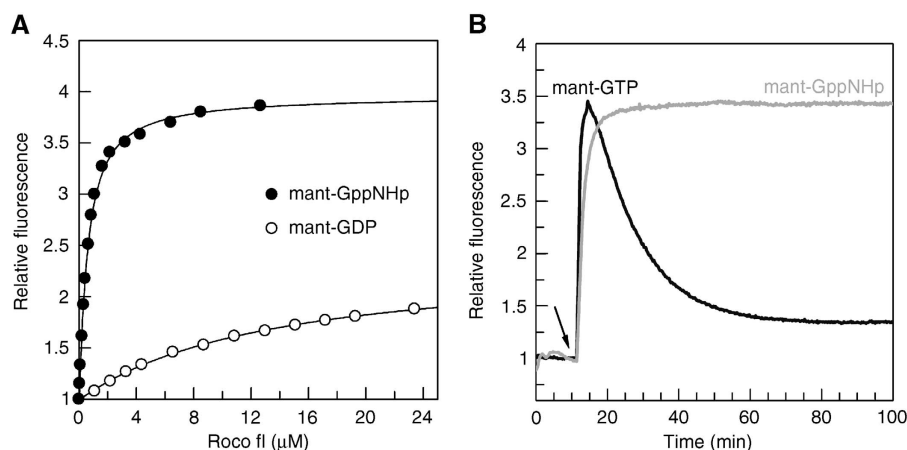 A
Relative fluorescence
4.5
4
3.5
3
2.5
2
1.5
1
mant-GppNHp
mant-GDP
0 4 8 12 16 20 24
Roco fl (μM)
B
Relative fluorescence
4
3.5
3
2.5
2
1.5
1
mant-GTP
mant-GppNHp
0 20 40 60 80 100
Time (min)